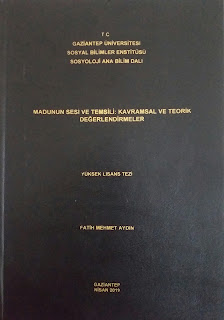 T C
GAZİANTEP ÜNİVERSİTESİ
SOSYAL BİLİMLER ENSTİTÜSÜ
SOSYOLOJİ ANA BİLİM DALI
MADUNUN SESİ VE TEMSİLİ: KAVRAMSAL VE TEORİK
DEĞERLENDİRMELER
YÜKSEK LİSANS TEZİ
FATİH MEHMET AYDIN
GAZİANTEP
NİSAN 2019